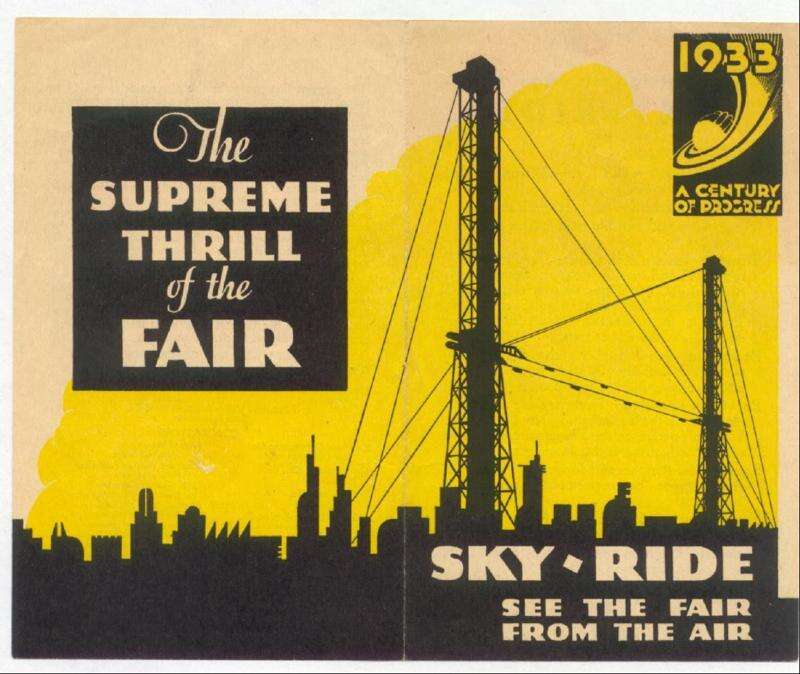 The
SUPREME
THRILL
of the
FAIR
1933
A CENTURY
OF PROGRESS
SKY · RIDE
SEE THE FAIR
FROM THE AIR